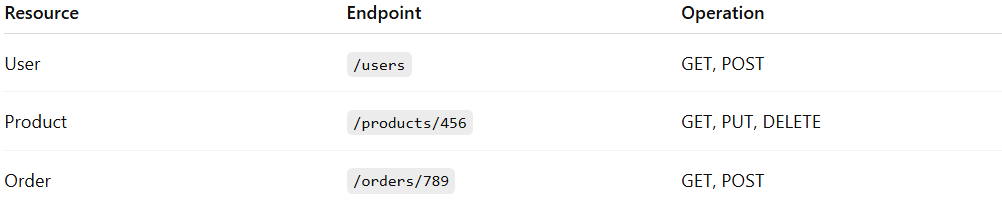 Resource Endpoint Operation
User /users GET, POST
Product /products/456 GET, PUT, DELETE
Order /orders/789 GET, POST